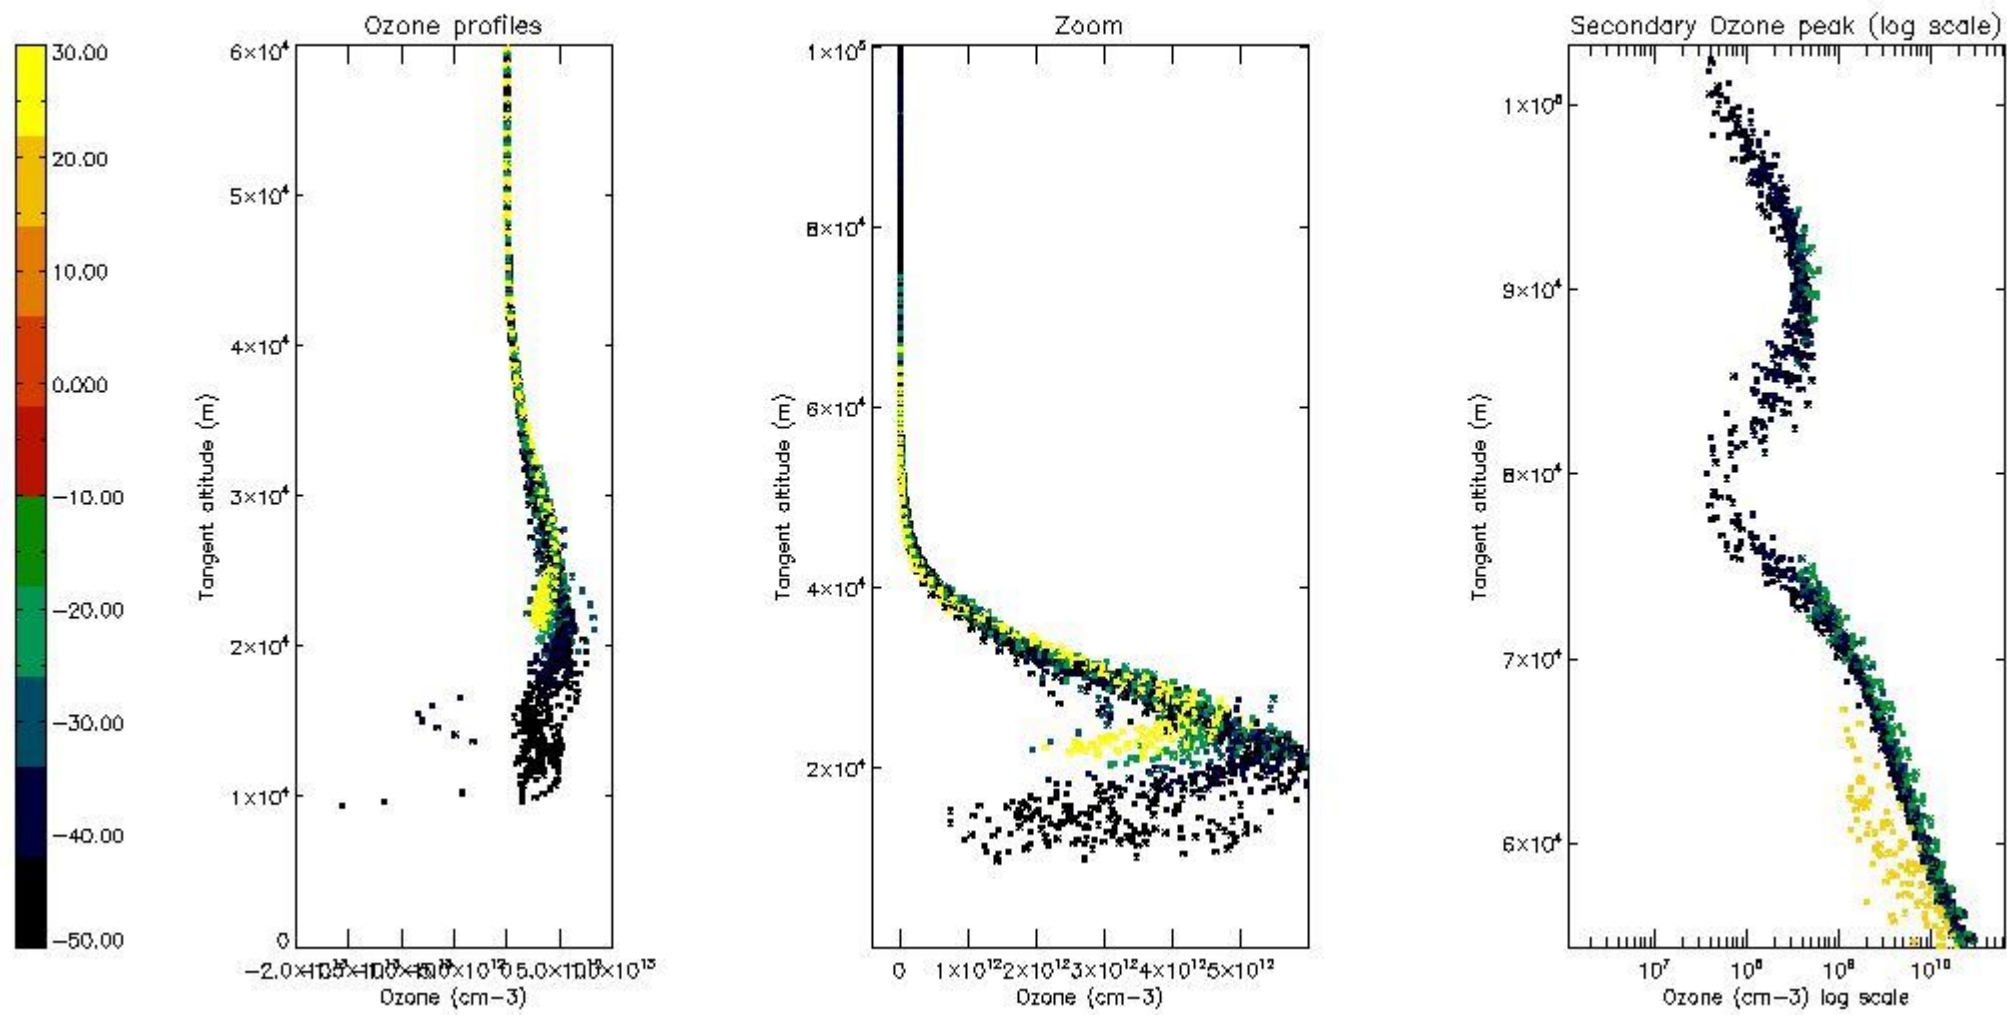 Ozone profiles
Zoom
Secondary Ozone peak (log scale)
30.00
20.00
10.00
0.000
−10.00
−20.00
−30.00
−40.00
−50.00
6×10⁴
5×10⁴
4×10⁴
3×10⁴
2×10⁴
1×10⁴
0
Tangent altitude (m)
Ozone (cm−3)
1×10⁵
8×10⁴
6×10⁴
4×10⁴
2×10⁴
Tangent altitude (m)
0 1×10¹² 2×10¹² 3×10¹² 4×10¹² 5×10¹²
Ozone (cm−3)
9×10⁴
8×10⁴
7×10⁴
6×10⁴
Tangent altitude (m)
10⁷ 10⁸ 10⁹ 10¹⁰
Ozone (cm−3) log scale